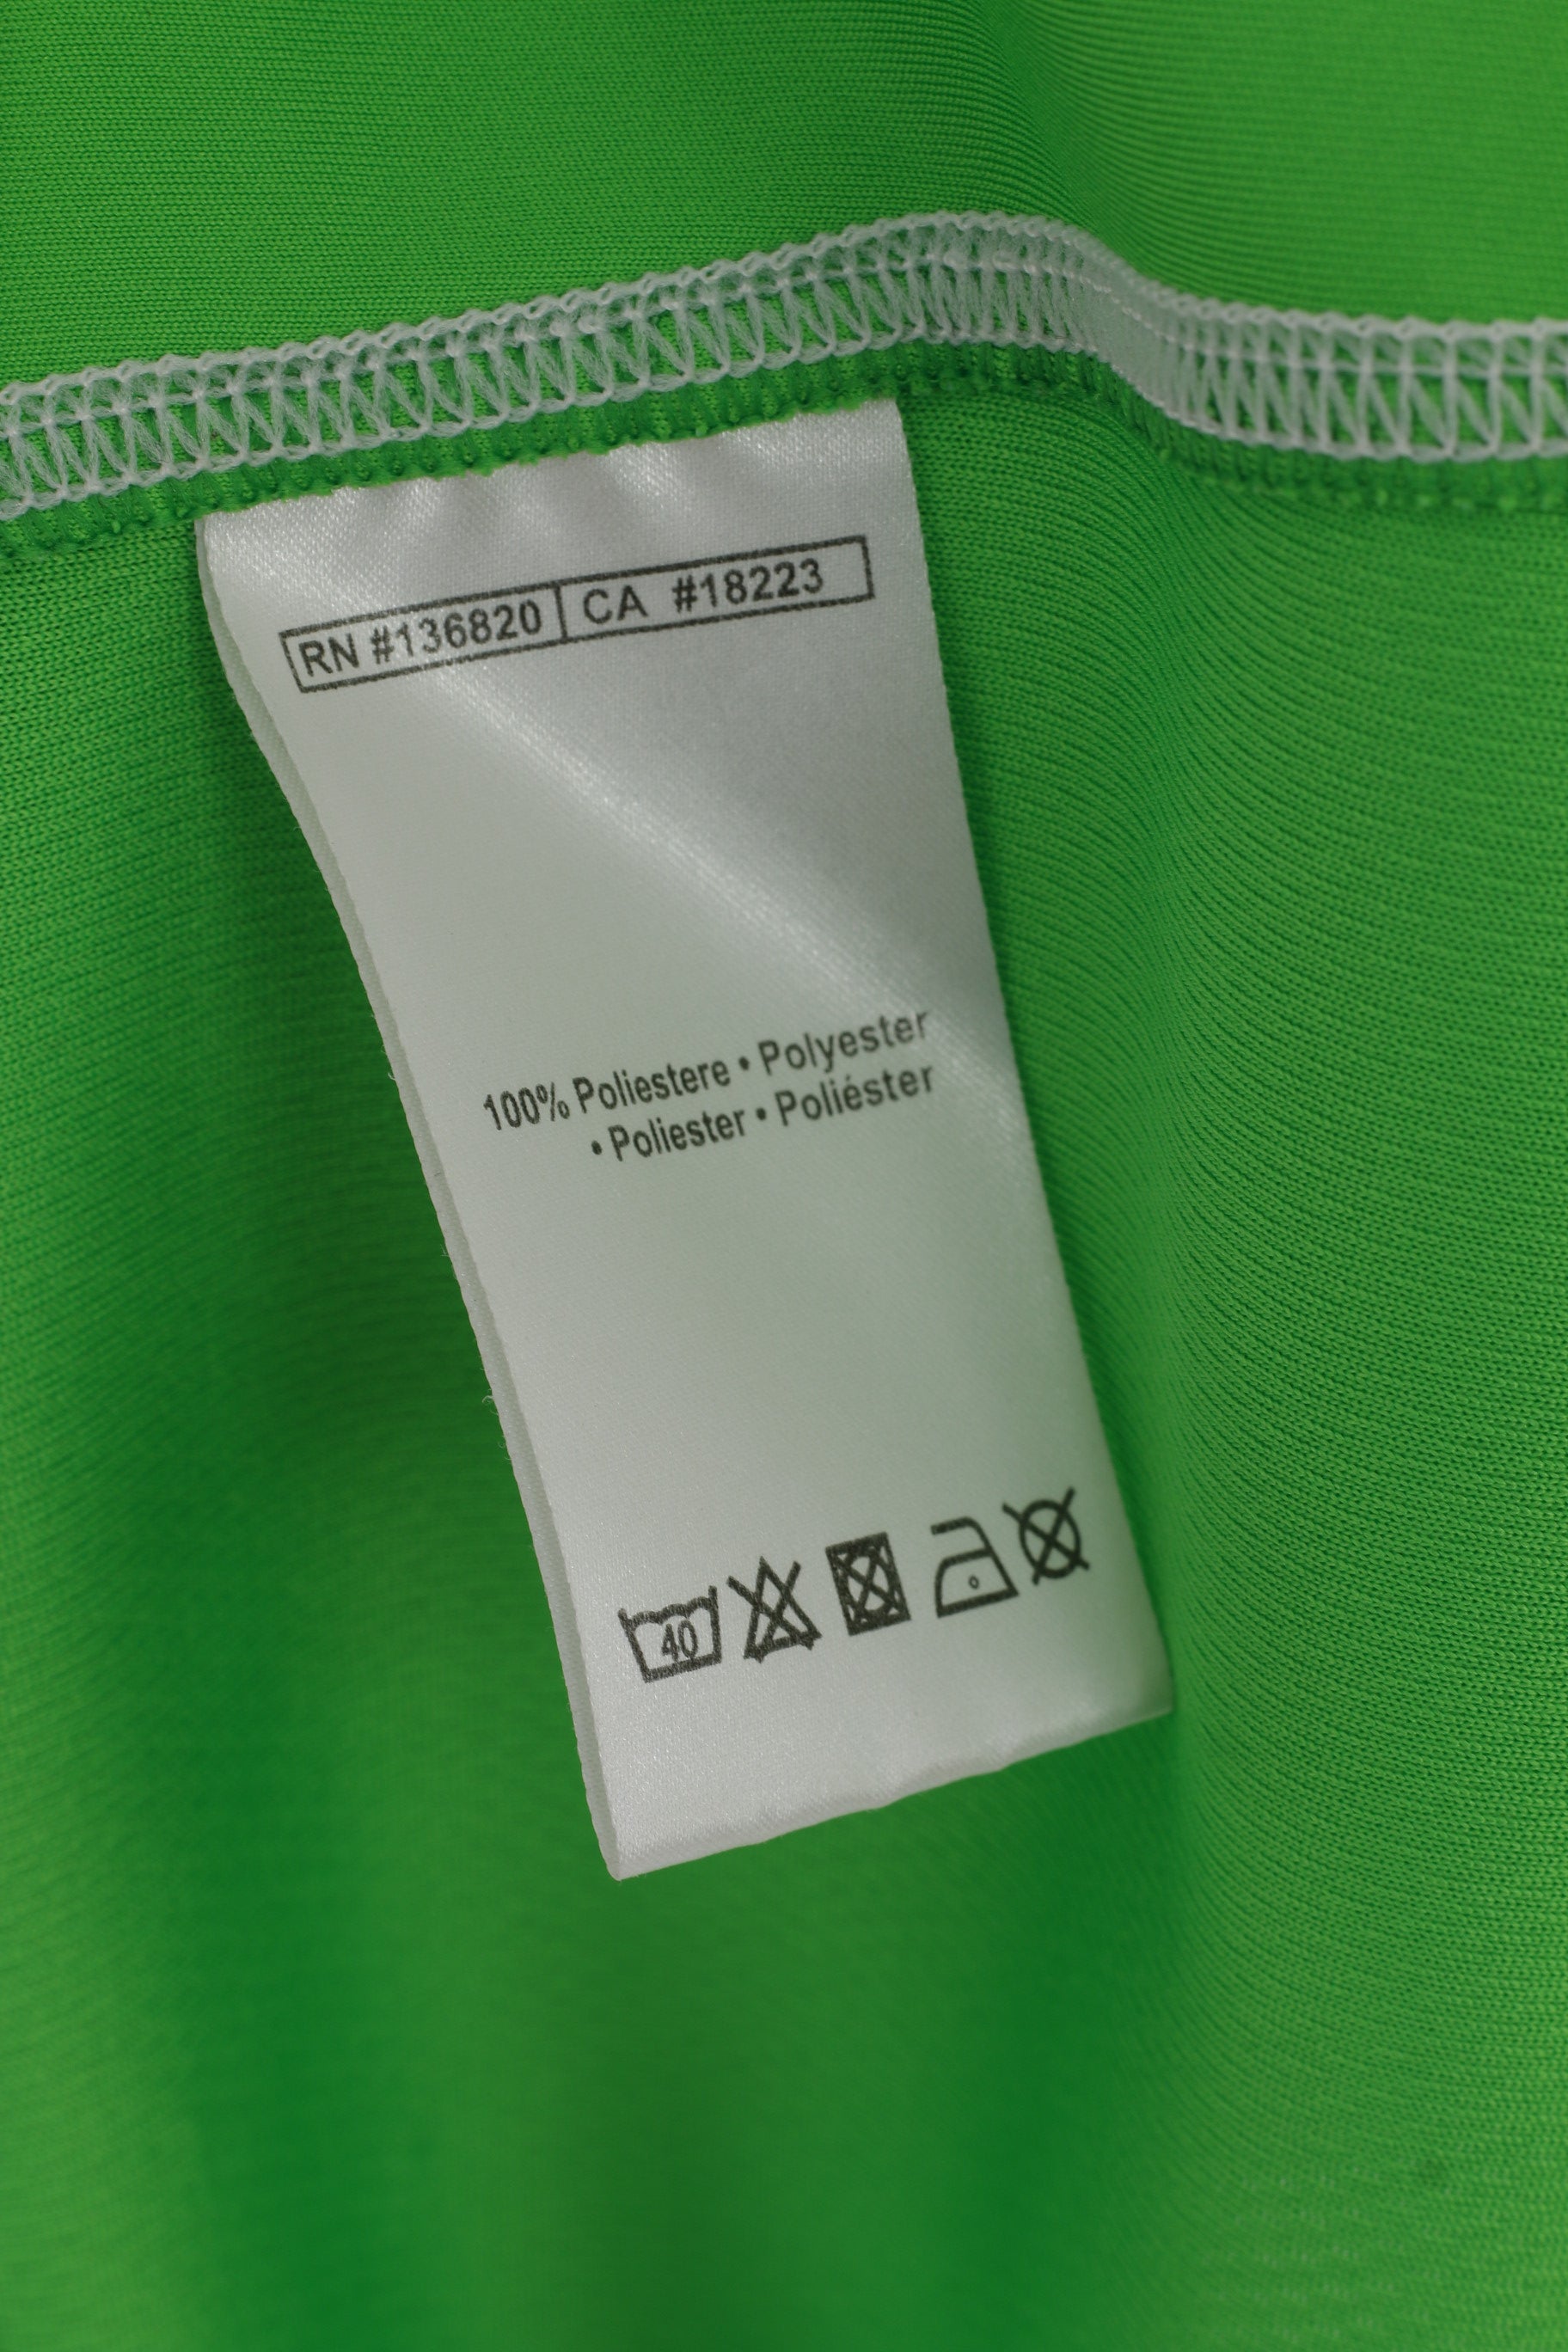 RN #136820 CA #18223
100% Poliestere • Polyester
• Poliester • Poliéster
40